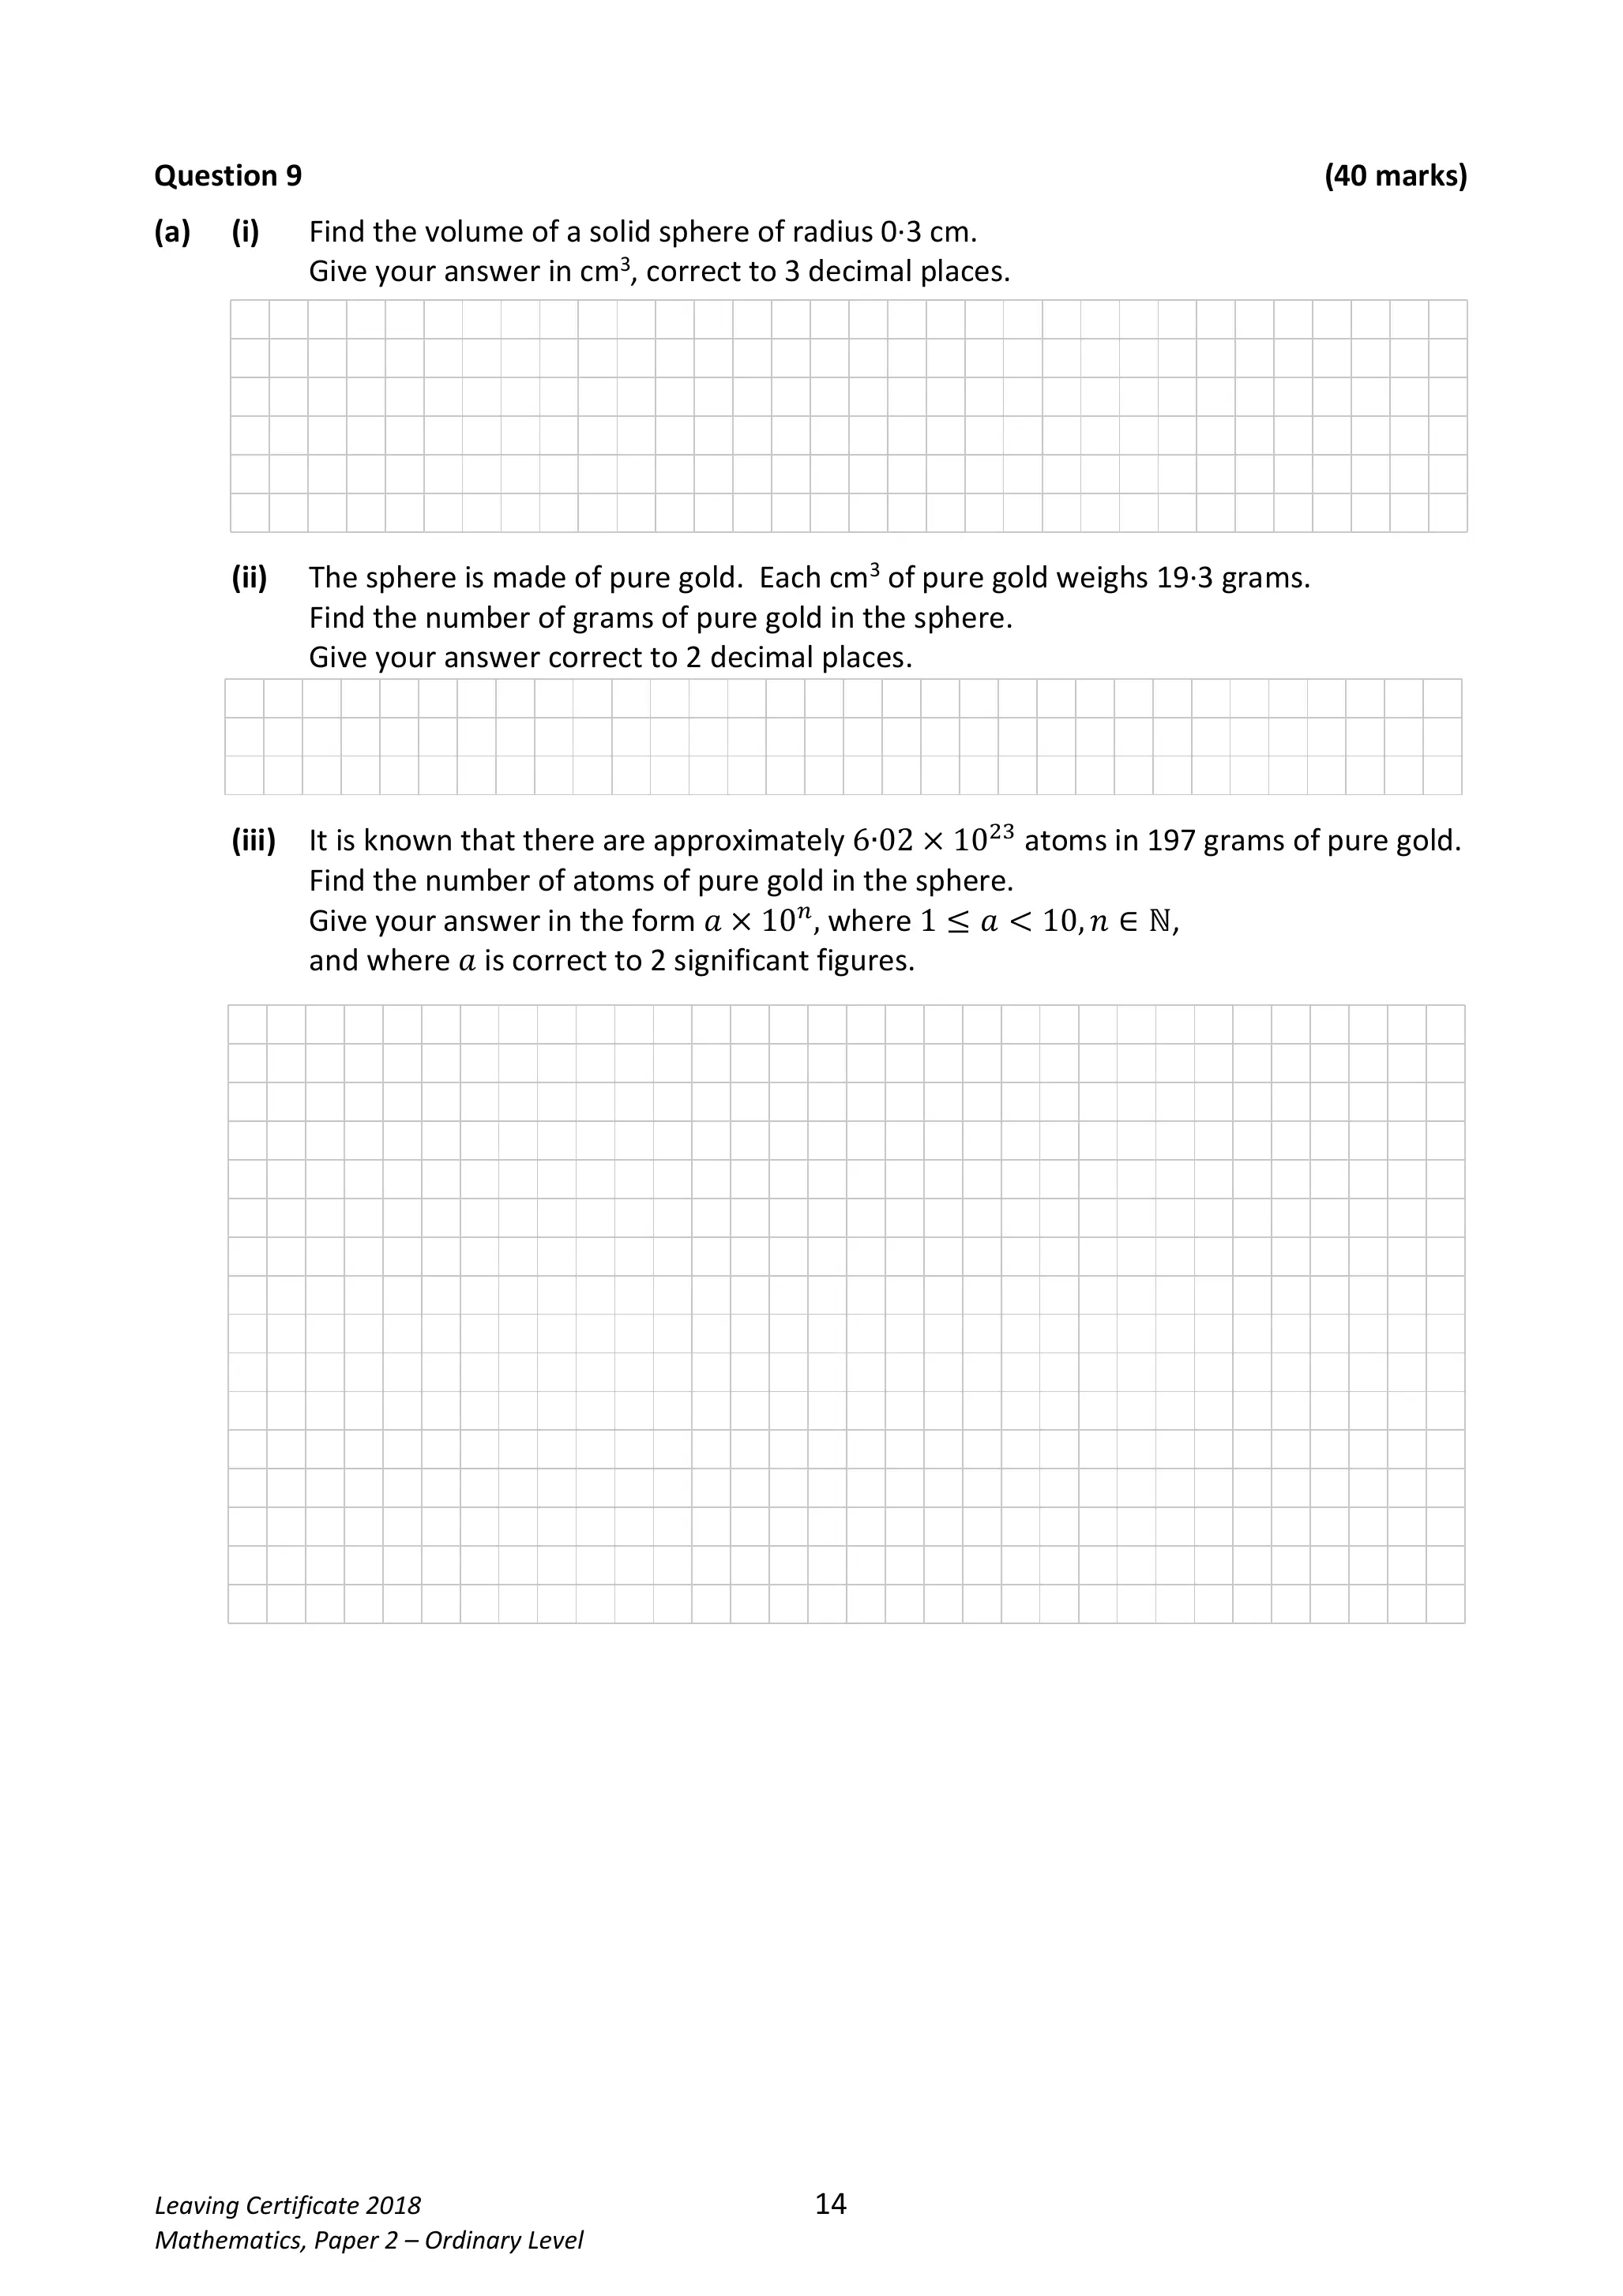 Question 9 (40 marks)
(a) (i) Find the volume of a solid sphere of radius 0·3 cm.
Give your answer in cm³, correct to 3 decimal places.
(ii) The sphere is made of pure gold. Each cm³ of pure gold weighs 19·3 grams.
Find the number of grams of pure gold in the sphere.
Give your answer correct to 2 decimal places.
(iii) It is known that there are approximately 6·02 × 10²³ atoms in 197 grams of pure gold.
Find the number of atoms of pure gold in the sphere.
Give your answer in the form 𝑎 × 10ⁿ, where 1 ≤ 𝑎 < 10, 𝑛 ∈ ℕ,
and where 𝑎 is correct to 2 significant figures.
Leaving Certificate 2018 14
Mathematics, Paper 2 – Ordinary Level